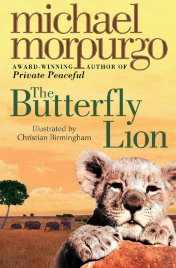 michael
morpurgo
AWARD-WINNING AUTHOR OF
Private Peaceful
The
Butterfly
Lion
Illustrated by
Christian Birmingham